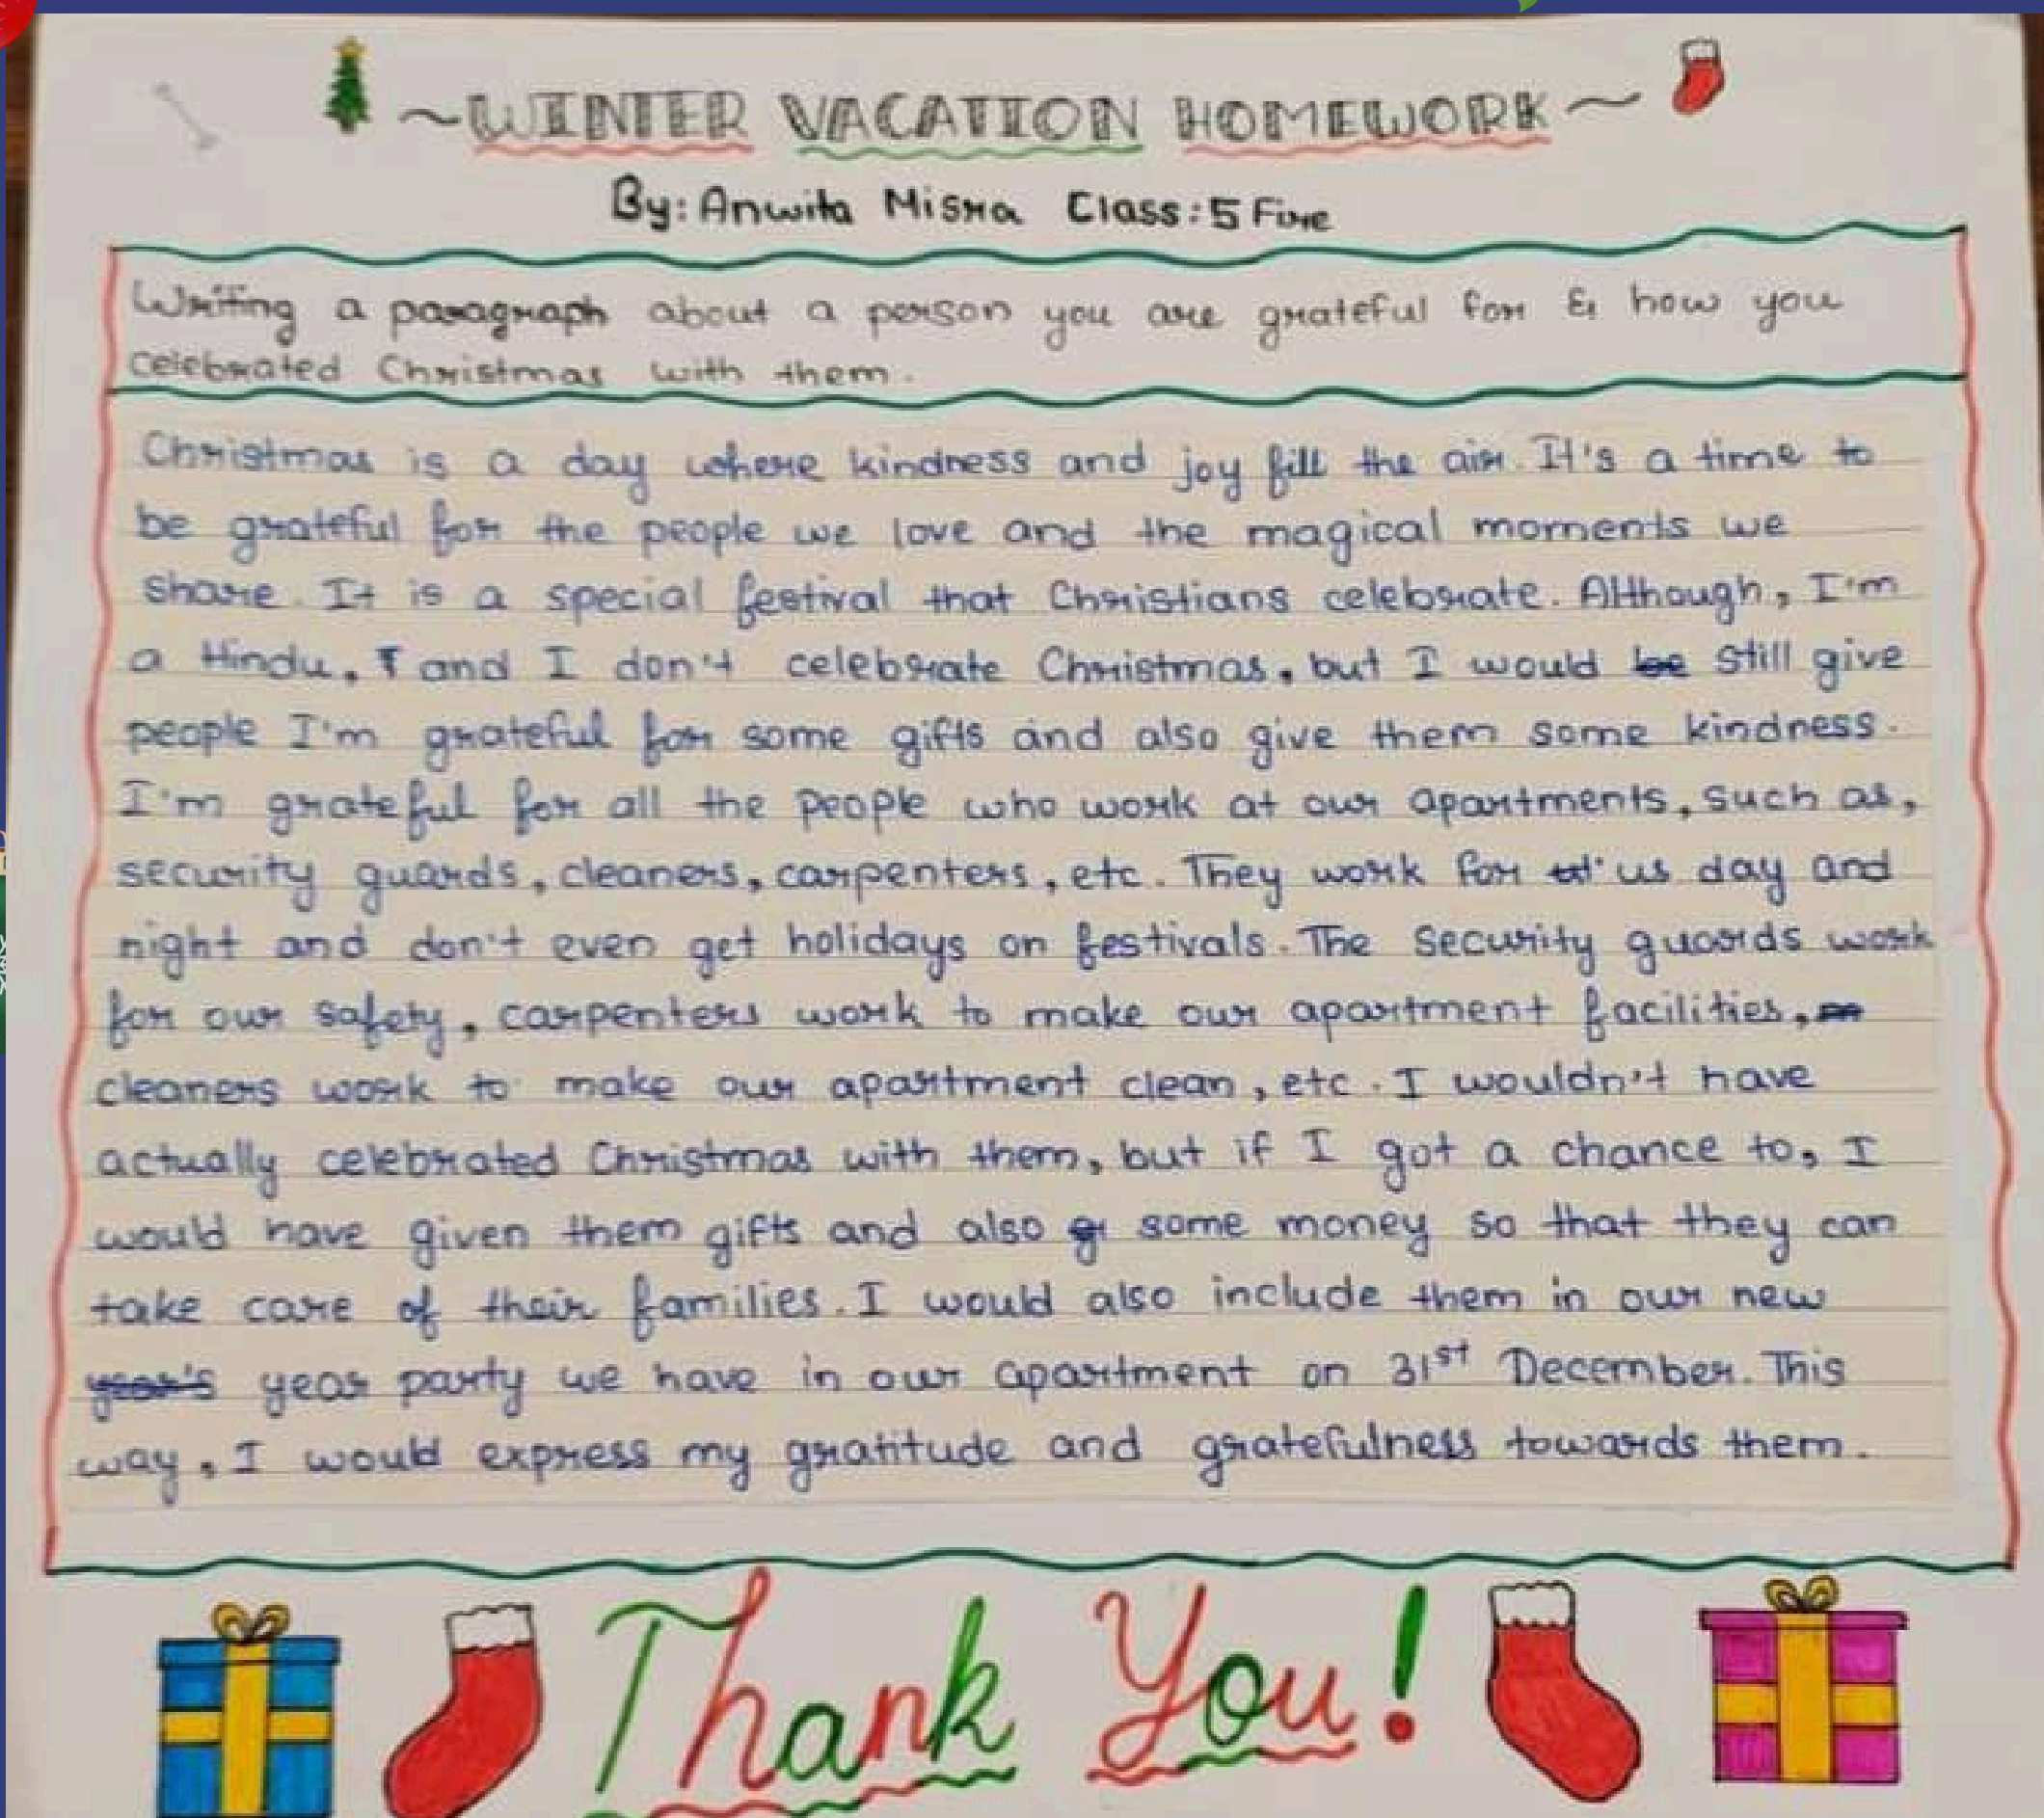 ~WINTER VACATION HOMEWORK~
By: Anwita Misra Class: 5 Fire
Writing a paragraph about a person you are grateful for & how you
celebrated Christmas with them.
Christmas is a day where kindness and joy fill the air. It's a time to
be grateful for the people we love and the magical moments we
share. It is a special festival that Christians celebrate. Although, I'm
a Hindu, and I don't celebrate Christmas, but I would be still give
people I'm grateful for some gifts and also give them some kindness.
I'm grateful for all the people who work at our apartments, such as,
security guards, cleaners, carpenters, etc. They work for us day and
night and don't even get holidays on festivals. The security guards work
for our safety, carpenters work to make our apartment facilities,
cleaners work to make our apartment clean, etc. I wouldn't have
actually celebrated Christmas with them, but if I got a chance to, I
would have given them gifts and also some money so that they can
take care of their families. I would also include them in our new
year's year party we have in our apartment on 31st December. This
way, I would express my gratitude and gratefulness towards them.
Thank You!